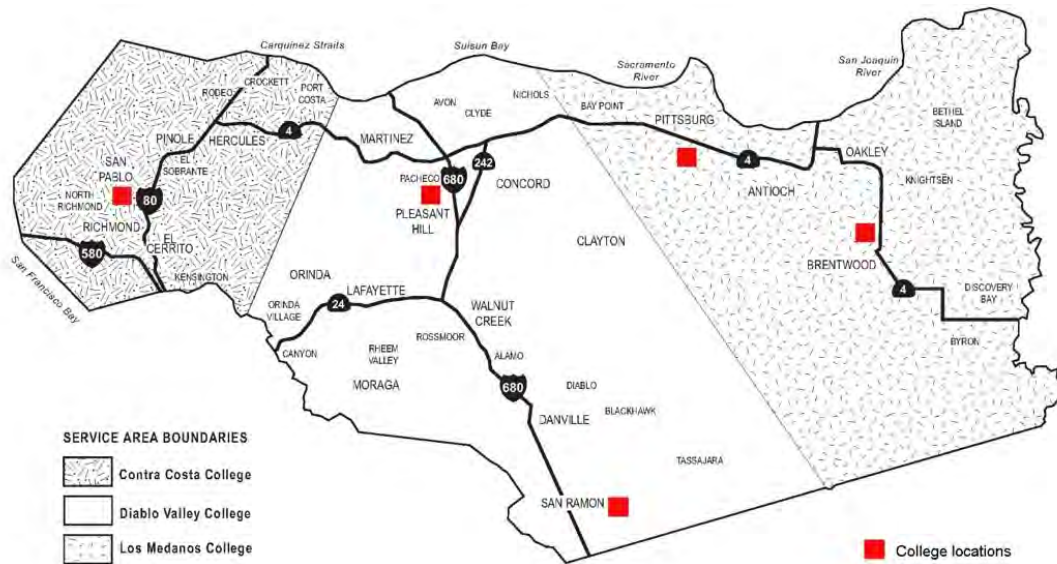 Carquinez Straits
Suisun Bay
Sacramento
River
San Joaquin
River
CROCKETT
RODEO
PORT
COSTA
AVON
CLYDE
NICHOLS
BAY POINT
PITTSBURG
BETHEL
ISLAND
PINOLE
HERCULES
4
MARTINEZ
242
4
OAKLEY
EL
SOBRANTE
SAN
PABLO
80
PACHECO
680
CONCORD
ANTIOCH
KNIGHTSEN
NORTH
RICHMOND
PLEASANT
HILL
RICHMOND
EL
CERRITO
580
CLAYTON
BRENTWOOD
KENSINGTON
San Francisco Bay
ORINDA
4
DISCOVERY
BAY
LAFAYETTE
24
ORINDA
VILLAGE
WALNUT
CREEK
ROSSMOOR
BYRON
CANYON
RHEEM
VALLEY
ALAMO
MORAGA
680
DIABLO
DANVILLE
BLACKHAWK
TASSAJARA
SAN RAMON
SERVICE AREA BOUNDARIES
Contra Costa College
Diablo Valley College
Los Medanos College
College locations